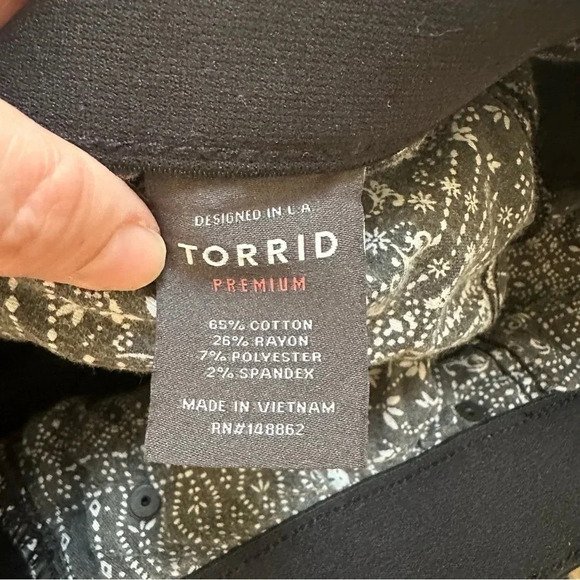 DESIGNED IN L.A.
TORRID
PREMIUM
65% COTTON
26% RAYON
7% POLYESTER
2% SPANDEX
MADE IN VIETNAM
RN#148862